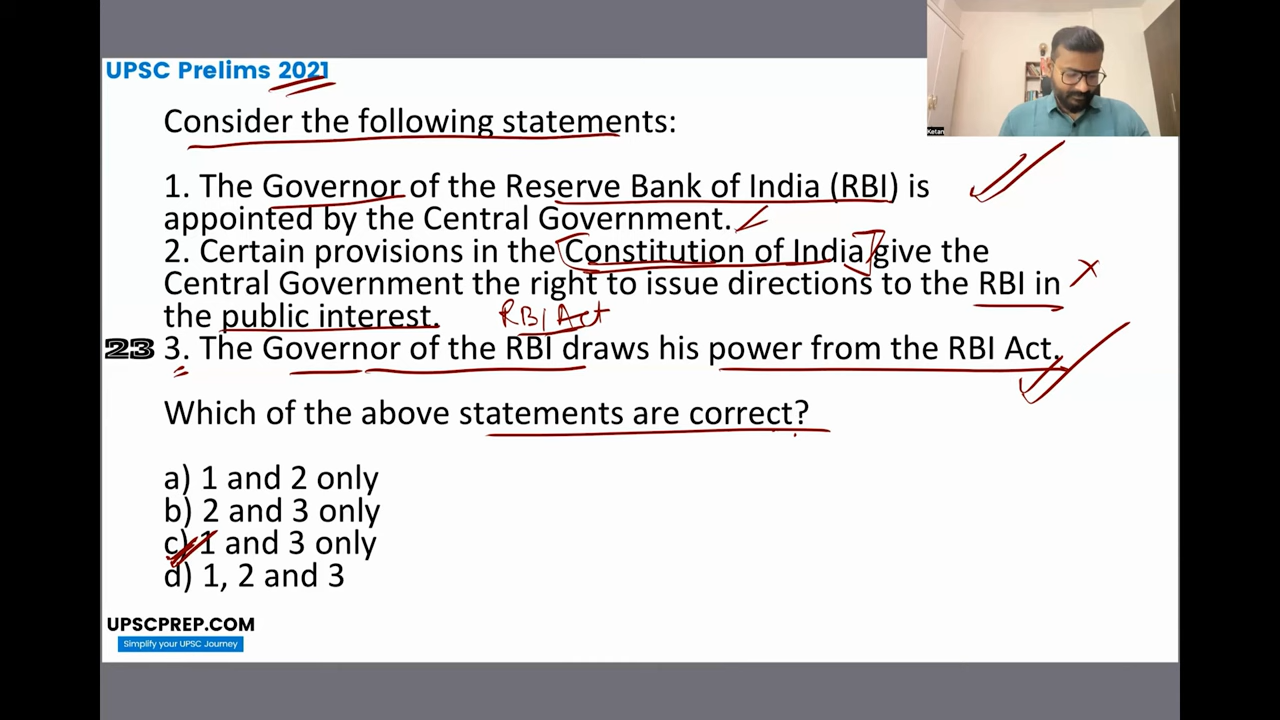 UPSC Prelims 2021
Consider the following statements:
1. The Governor of the Reserve Bank of India (RBI) is
appointed by the Central Government.
2. Certain provisions in the Constitution of India give the
Central Government the right to issue directions to the RBI in
the public interest.
RBI Act
23
3. The Governor of the RBI draws his power from the RBI Act.
Which of the above statements are correct?
a) 1 and 2 only
b) 2 and 3 only
c) 1 and 3 only
d) 1, 2 and 3
UPSCPREP.COM
Simplify your UPSC Journey
Ketan